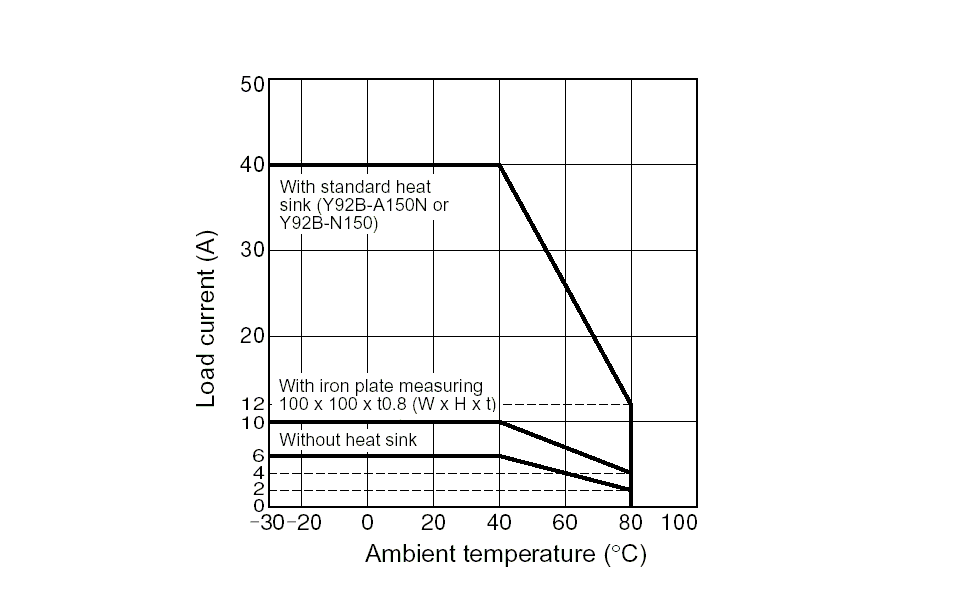 50
40
With standard heat
sink (Y92B-A150N or
Y92B-N150)
30
Load current (A)
20
With iron plate measuring
100 x 100 x t0.8 (W x H x t)
12
10
Without heat sink
6
4
2
0
-30 -20 0 20 40 60 80 100
Ambient temperature (°C)